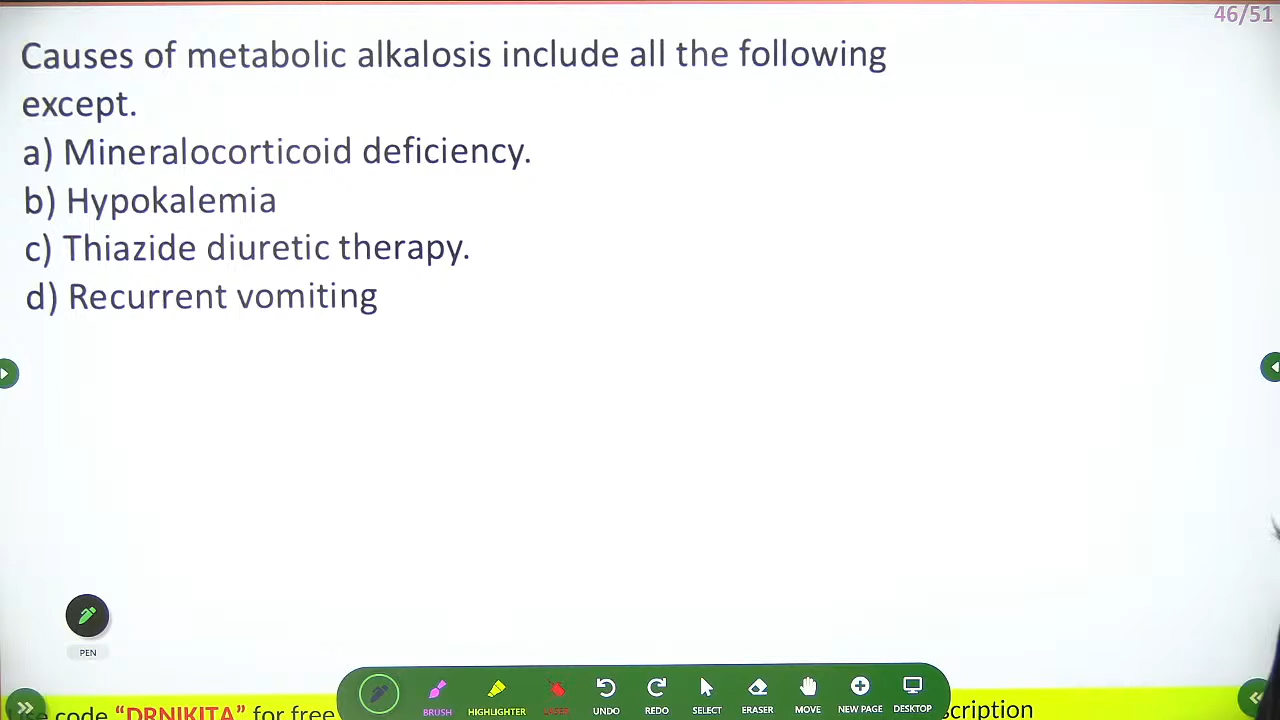 46/51
Causes of metabolic alkalosis include all the following
except.
a) Mineralocorticoid deficiency.
b) Hypokalemia
c) Thiazide diuretic therapy.
d) Recurrent vomiting
PEN
BRUSH HIGHLIGHTER LASER UNDO REDO SELECT ERASER MOVE NEW PAGE DESKTOP
code "DRNIKITA" for free